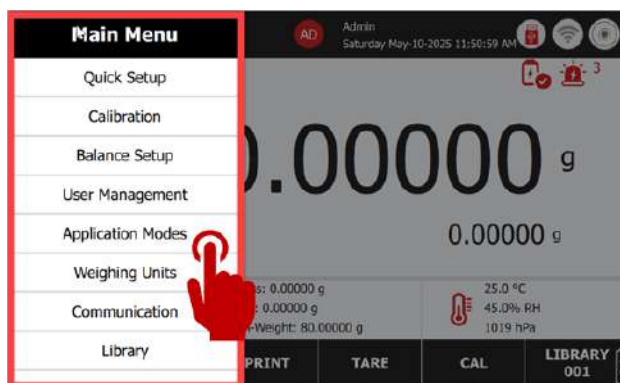 Main Menu
AD
Admin
Saturday May-10-2025 11:50:59 AM
Quick Setup
3
Calibration
Balance Setup
0.00000 g
User Management
Application Modes
0.00000 g
Weighing Units
s: 0.00000 g
25.0 °C
Communication
: 0.00000 g
45.0% RH
-Weight: 80.00000 g
1019 hPa
Library
PRINT
TARE
CAL
LIBRARY
001